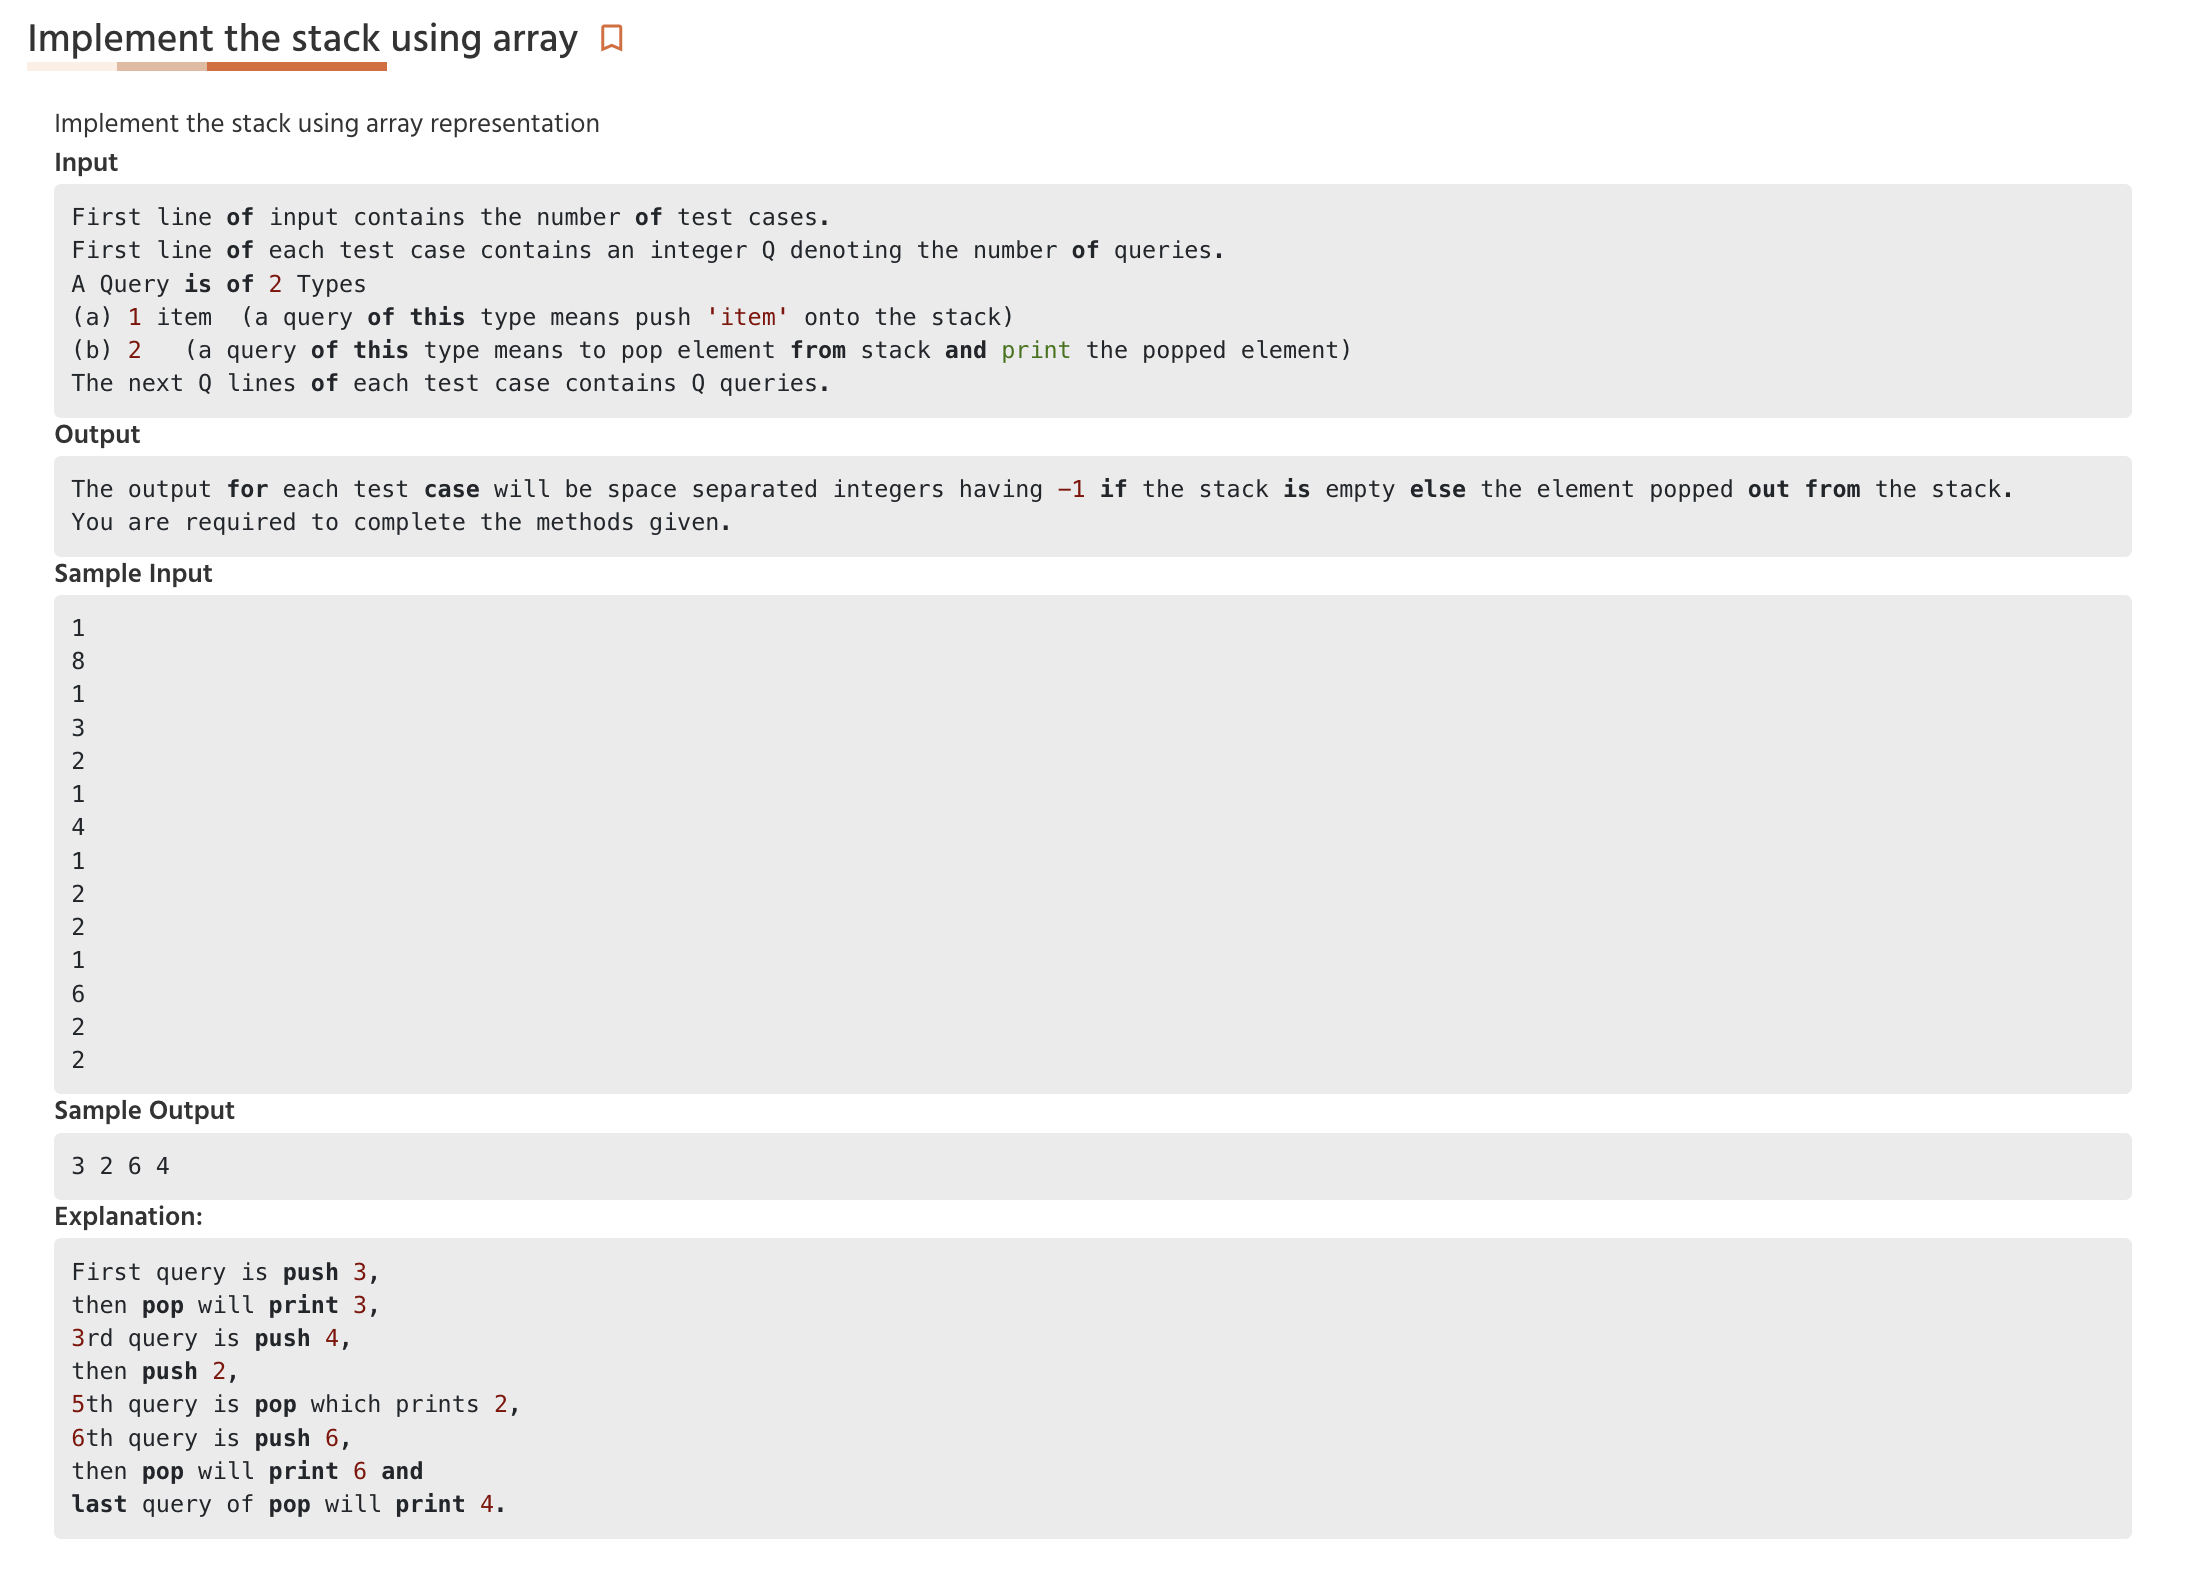 Implement the stack using array
Implement the stack using array representation
Input
First line of input contains the number of test cases.
First line of each test case contains an integer Q denoting the number of queries.
A Query is of 2 Types
(a) 1 item  (a query of this type means push 'item' onto the stack)
(b) 2   (a query of this type means to pop element from stack and print the popped element)
The next Q lines of each test case contains Q queries.
Output
The output for each test case will be space separated integers having -1 if the stack is empty else the element popped out from the stack.
You are required to complete the methods given.
Sample Input
1
8
1
3
2
1
4
1
2
2
1
6
2
2
Sample Output
3 2 6 4
Explanation:
First query is push 3,
then pop will print 3,
3rd query is push 4,
then push 2,
5th query is pop which prints 2,
6th query is push 6,
then pop will print 6 and
last query of pop will print 4.